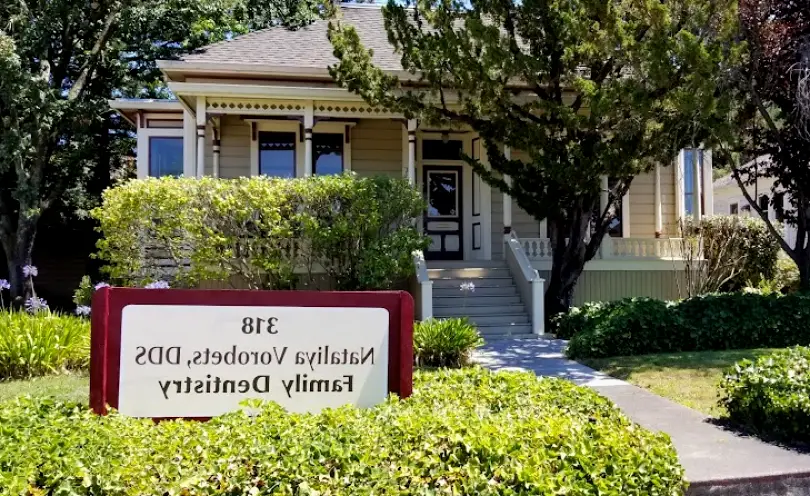 318
Nataliya Vorobets, DDS
Family Dentistry